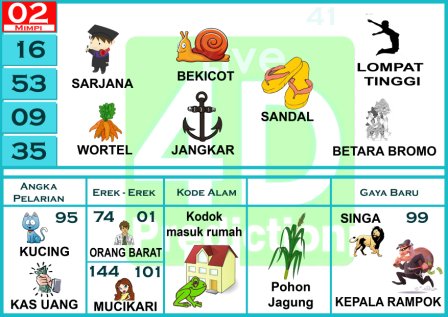 02
MIMPI
41
16
53
09
35
SARJANA
BEKICOT
SANDAL
LOMPAT
TINGGI
WORTEL
JANGKAR
BETARA BROMO
ive
4D
Prediction
ANGKA
PELARIAN
EREK - EREK
KODE ALAM
GAYA BARU
95
KUCING
KAS UANG
74 01
ORANG BARAT
144 101
MUCIKARI
Kodok
masuk rumah
Pohon
Jagung
SINGA 99
KEPALA RAMPOK